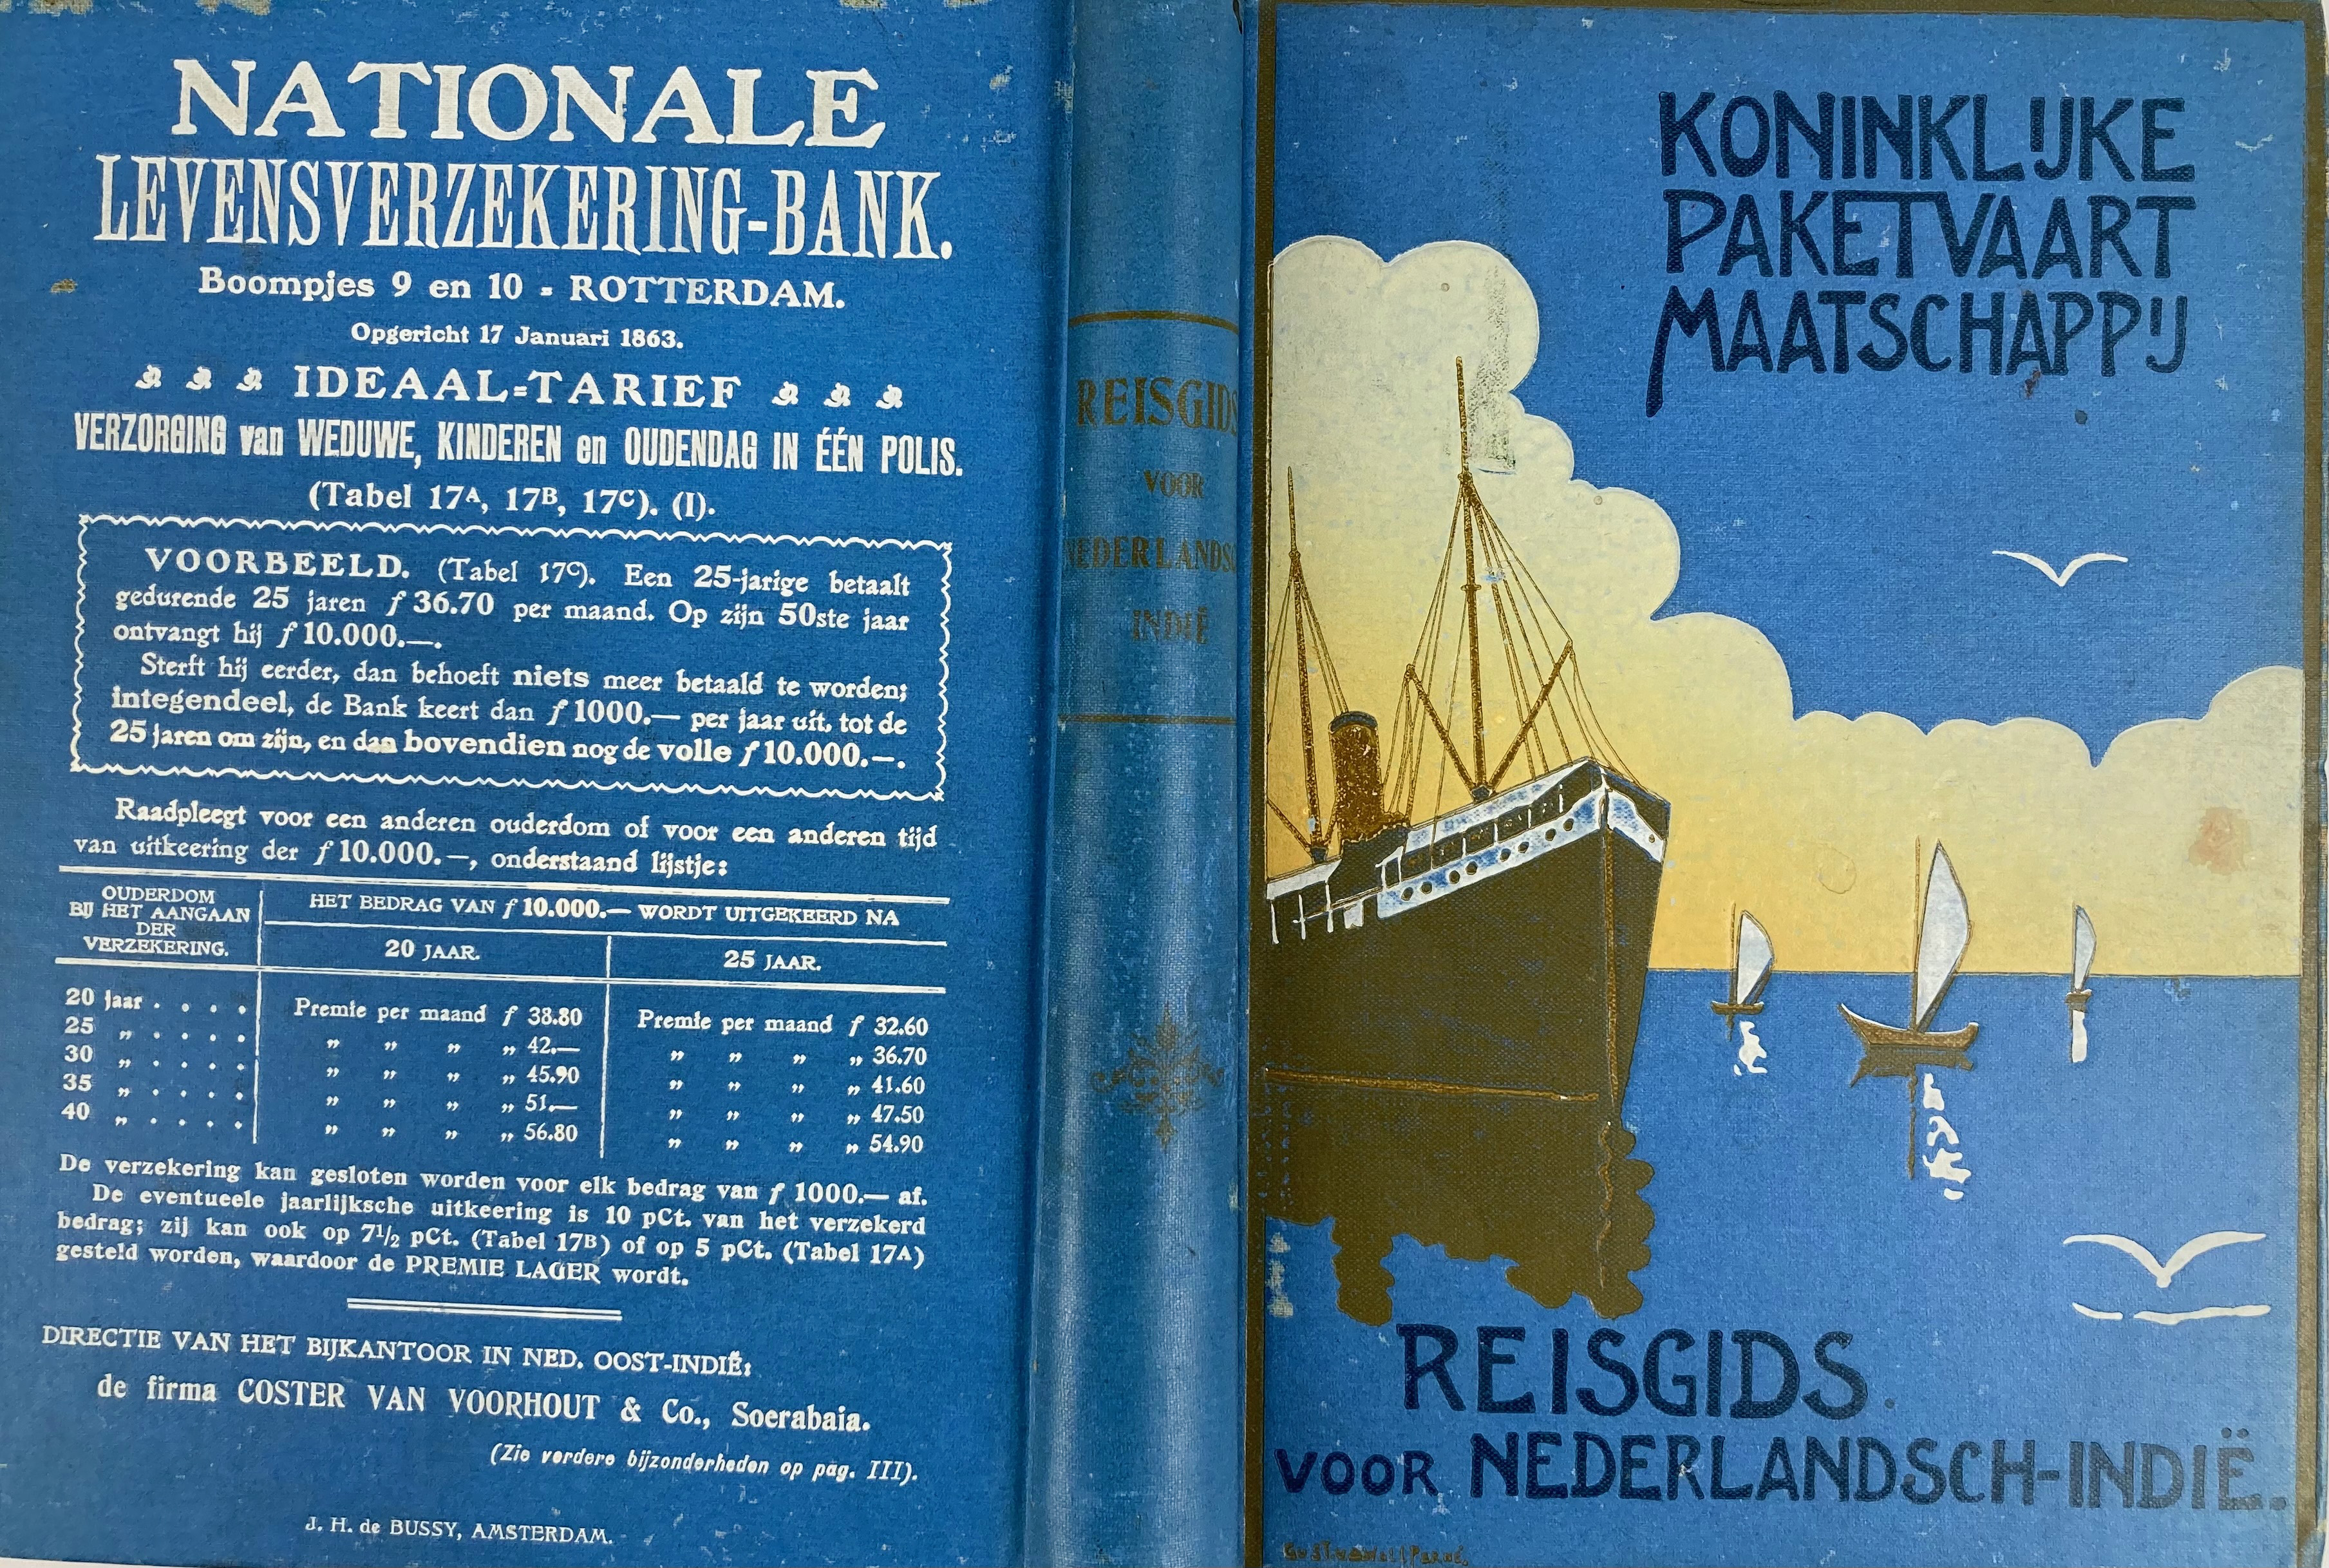 NATIONALE
LEVENSVERZEKERING-BANK.
Boompjes 9 en 10 - ROTTERDAM.
Opgericht 17 Januari 1863.
IDEAAL-TARIEF
VERZORGING van WEDUWE, KINDEREN en OUDENDAG IN ÉÉN POLIS.
(Tabel 17A, 17B, 17C). (I).
VOORBEELD. (Tabel 17C). Een 25-jarige betaalt
gedurende 25 jaren ƒ 36.70 per maand. Op zijn 50ste jaar
ontvangt hij ƒ 10.000.—.
Sterft hij eerder, dan behoeft niets meer betaald te worden;
integendeel, de Bank keert dan ƒ 1000.— per jaar uit, tot de
25 jaren om zijn, en dan bovendien nog de volle ƒ 10.000.—.
Raadpleegt voor een anderen ouderdom of voor een anderen tijd
van uitkeering der ƒ 10.000.—, onderstaand lijstje:
OUDERDOM
BIJ HET AANGAAN
DER
VERZEKERING.
HET BEDRAG VAN ƒ 10.000.— WORDT UITGEKEERD NA
20 JAAR.
25 JAAR.
20 jaar . . . . Premie per maand ƒ 38.80 Premie per maand ƒ 32.60
25 „ . . . . „ „ „ „ 42.— „ „ „ „ 36.70
30 „ . . . . „ „ „ „ 45.90 „ „ „ „ 41.60
35 „ . . . . „ „ „ „ 51.— „ „ „ „ 47.50
40 „ . . . . „ „ „ „ 56.80 „ „ „ „ 54.90
De verzekering kan gesloten worden voor elk bedrag van ƒ 1000.— af.
De eventueele jaarlijksche uitkeering is 10 pCt. van het verzekerd
bedrag; zij kan ook op 7½ pCt. (Tabel 17B) of op 5 pCt. (Tabel 17A)
gesteld worden, waardoor de PREMIE LAGER wordt.
DIRECTIE VAN HET BIJKANTOOR IN NED. OOST-INDIË:
de firma COSTER VAN VOORHOUT & Co., Soerabaia.
(Zie verdere bijzonderheden op pag. III).
J. H. de BUSSY, AMSTERDAM.
REISGIDS
VOOR
NEDERLANDSC
INDIË
KONINKLIJKE
PAKETVAART
MAATSCHAPPIJ
REISGIDS
VOOR NEDERLANDSCH-INDIË.